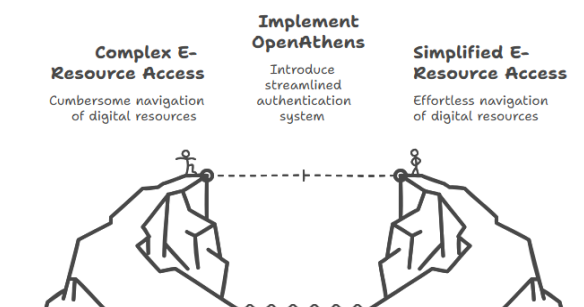 Complex E-
Resource Access
Cumbersome navigation
of digital resources
Implement
OpenAthens
Introduce
streamlined
authentication
system
Simplified E-
Resource Access
Effortless navigation
of digital resources